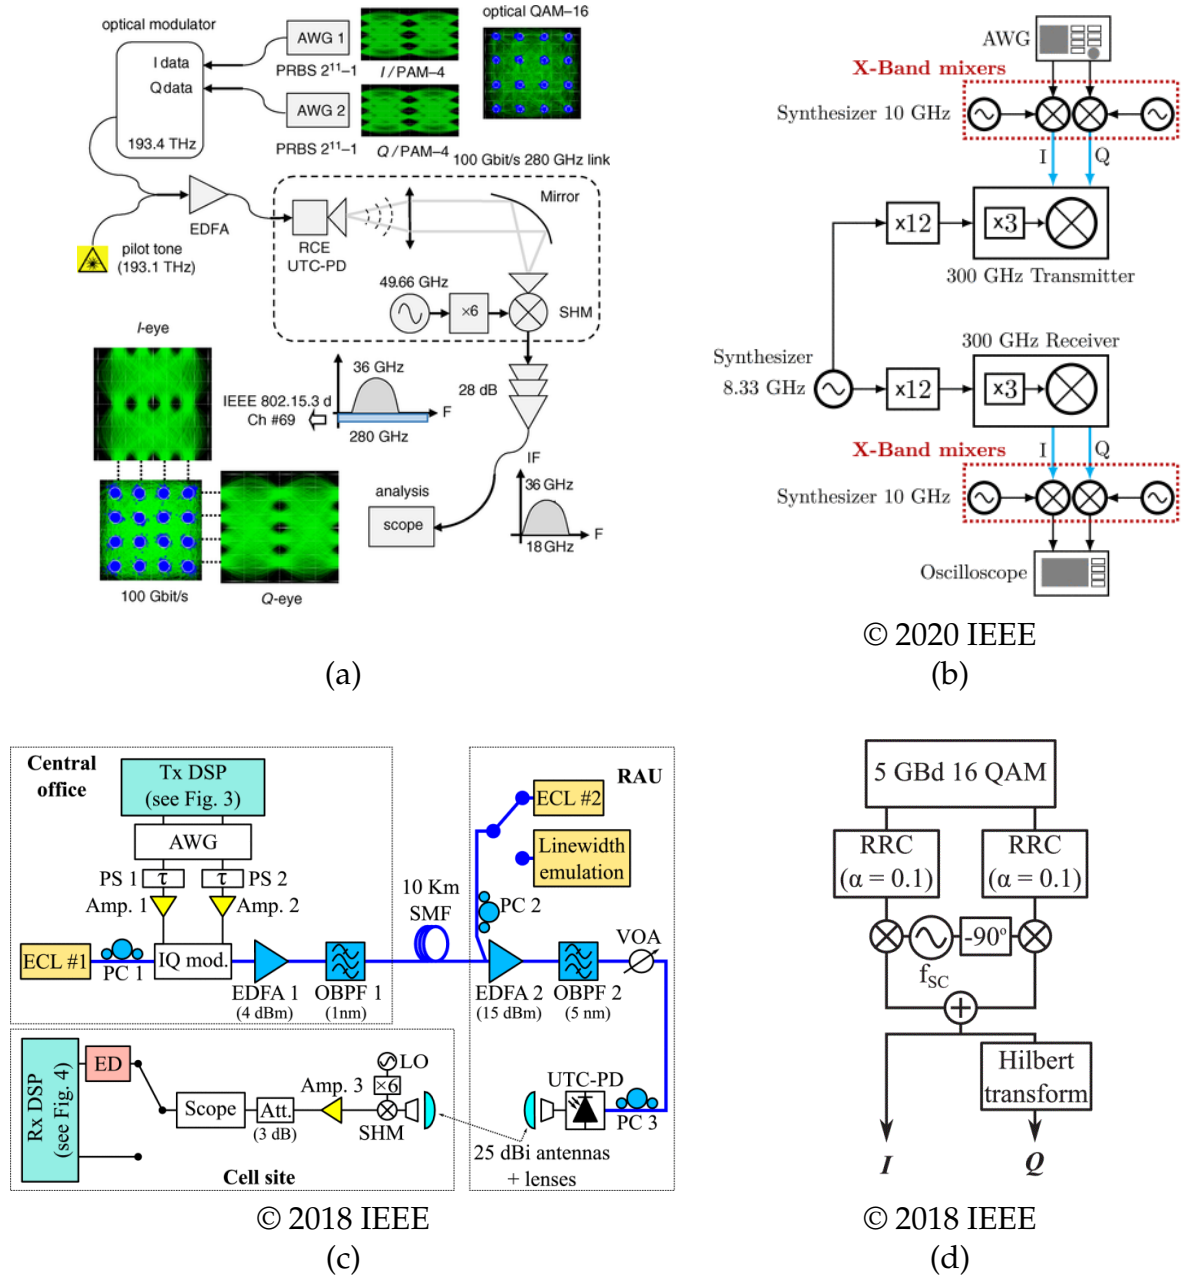 optical modulator
I data
Q data
193.4 THz
AWG 1
PRBS 2¹¹–1
I/PAM–4
AWG 2
PRBS 2¹¹–1
Q/PAM–4
optical QAM–16
100 Gbit/s 280 GHz link
EDFA
pilot tone
(193.1 THz)
RCE
UTC-PD
Mirror
49.66 GHz
×6
SHM
I-eye
36 GHz
28 dB
IEEE 802.15.3 d
Ch #69
F
280 GHz
IF
36 GHz
analysis
scope
F
18 GHz
100 Gbit/s
Q-eye
(a)
AWG
X-Band mixers
Synthesizer 10 GHz
I
Q
x12
x3
300 GHz Transmitter
Synthesizer
8.33 GHz
300 GHz Receiver
x12
x3
X-Band mixers
I
Q
Synthesizer 10 GHz
Oscilloscope
© 2020 IEEE
(b)
Central
office
Tx DSP
(see Fig. 3)
AWG
PS 1
τ
τ
PS 2
Amp. 1
Amp. 2
ECL #1
PC 1
IQ mod.
EDFA 1
(4 dBm)
OBPF 1
(1nm)
10 Km
SMF
RAU
ECL #2
Linewidth
emulation
PC 2
EDFA 2
(15 dBm)
OBPF 2
(5 nm)
VOA
UTC-PD
PC 3
25 dBi antennas
+ lenses
Rx DSP
(see Fig. 4)
ED
Scope
Att.
(3 dB)
Amp. 3
LO
×6
SHM
Cell site
© 2018 IEEE
(c)
5 GBd 16 QAM
RRC
(α = 0.1)
RRC
(α = 0.1)
-90°
f_SC
+
Hilbert
transform
I
Q
© 2018 IEEE
(d)